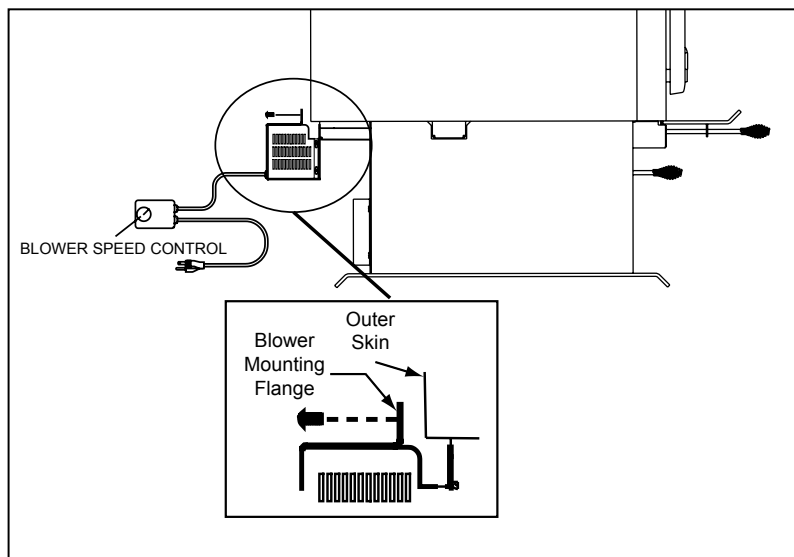 BLOWER SPEED CONTROL
Outer
Skin
Blower
Mounting
Flange